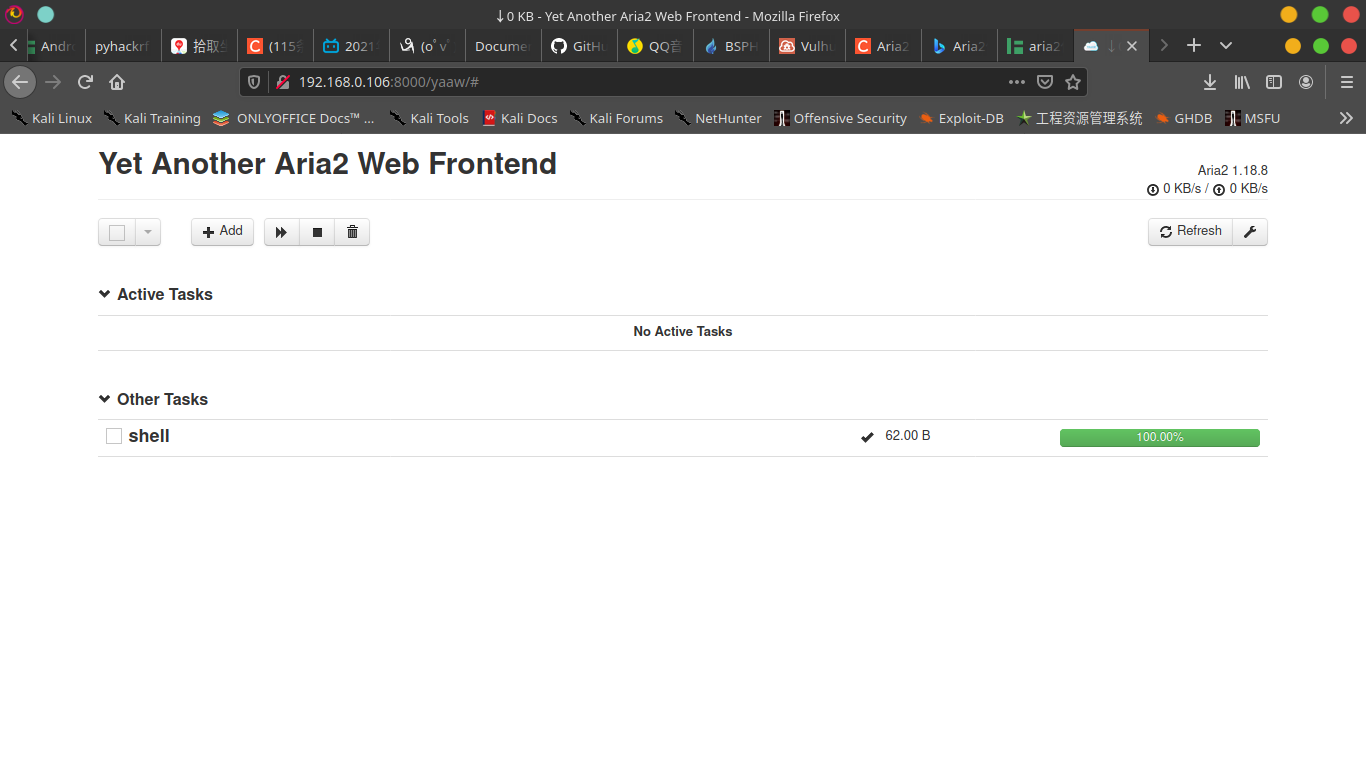 ↓0 KB - Yet Another Aria2 Web Frontend - Mozilla Firefox
pyhackrf (115 2021 Docume GitHu QQ音 BSPH Vulhu Aria2 Aria2 aria2
192.168.0.106:8000/yaaw/#
Kali Linux Kali Training ONLYOFFICE Docs™ ... Kali Tools Kali Docs Kali Forums NetHunter Offensive Security Exploit-DB 工程资源管理系统 GHDB MSFU
Yet Another Aria2 Web Frontend
Aria2 1.18.8
0 KB/s / 0 KB/s
Add Refresh
Active Tasks
No Active Tasks
Other Tasks
shell 62.00 B 100.00%